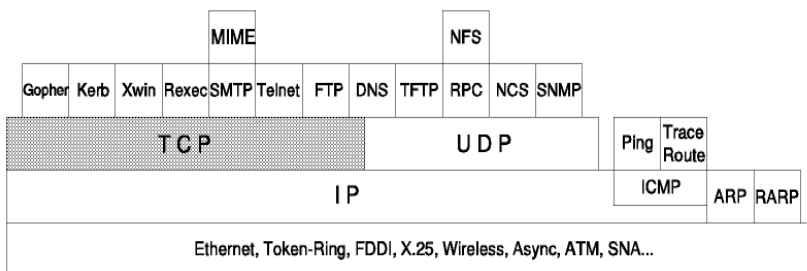 MIME NFS
Gopher Kerb Xwin Rexec SMTP Telnet FTP DNS TFTP RPC NCS SNMP
TCP UDP Ping Trace
Route
IP ICMP ARP RARP
Ethernet, Token-Ring, FDDI, X.25, Wireless, Async, ATM, SNA...